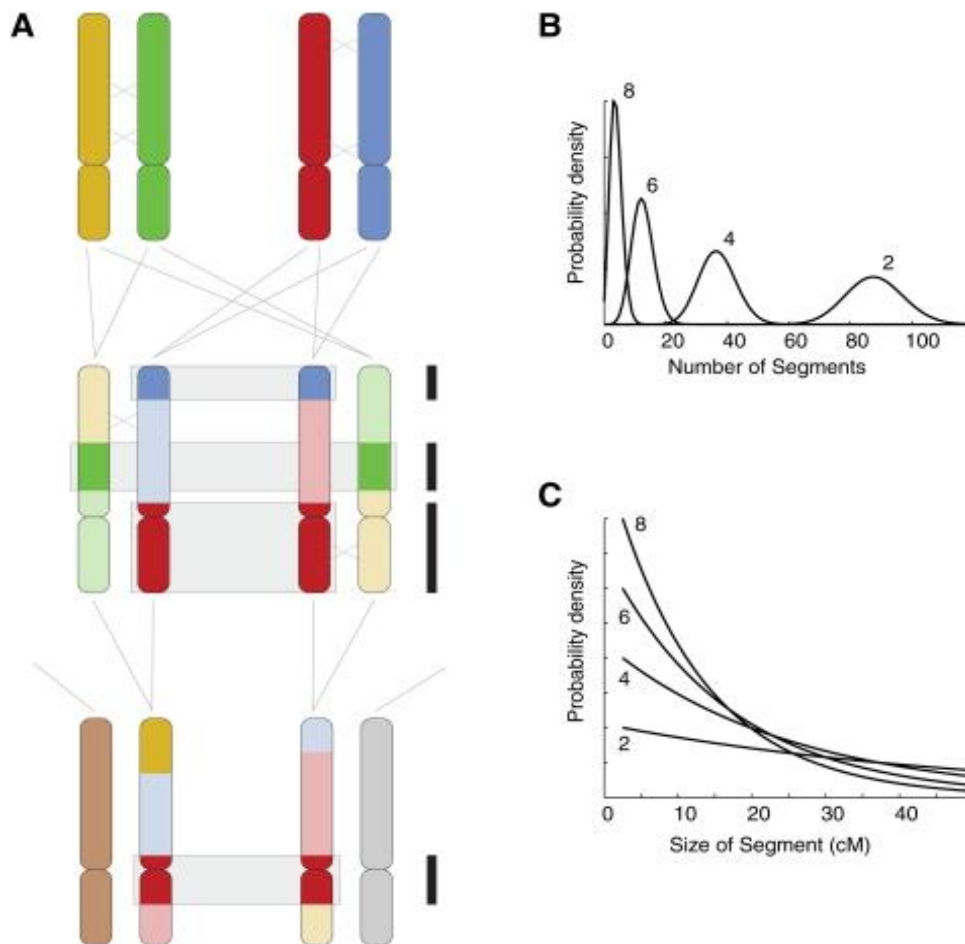 A
B
Probability density
8
6
4
2
0 20 40 60 80 100
Number of Segments
C
Probability density
8
6
4
2
0 10 20 30 40
Size of Segment (cM)